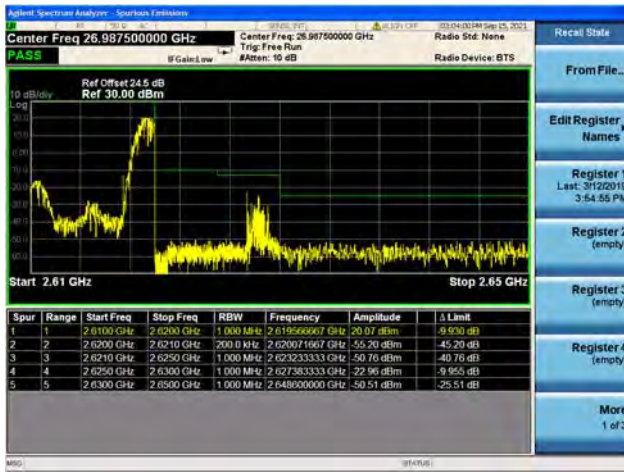 Agilent Spectrum Analyzer - Spurious Emissions
RF 50 Ω AC SENSE:INT ALIGN OFF 03:04:00 PM Sep 15, 2021
Center Freq 26.987500000 GHz
Center Freq: 26.987500000 GHz
Radio Std: None
Trig: Free Run
PASS
IFGain:Low
#Atten: 10 dB
Radio Device: BTS
Ref Offset 24.5 dB
10 dB/div Ref 30.00 dBm
Log
Start 2.61 GHz Stop 2.65 GHz
Spur Range Start Freq Stop Freq RBW Frequency Amplitude Δ Limit
1 1 2.6100 GHz 2.6200 GHz 1.000 MHz 2.619566667 GHz 20.07 dBm -9.930 dB
2 2 2.6200 GHz 2.6210 GHz 200.0 kHz 2.620071667 GHz -55.20 dBm -45.20 dB
3 3 2.6210 GHz 2.6250 GHz 1.000 MHz 2.623233333 GHz -50.76 dBm -40.76 dB
4 4 2.6250 GHz 2.6300 GHz 1.000 MHz 2.627383333 GHz -22.96 dBm -9.955 dB
5 5 2.6300 GHz 2.6500 GHz 1.000 MHz 2.648600000 GHz -50.51 dBm -25.51 dB
MSG STATUS
Recall State
From File...
Edit Register
Names
Register 1
Last: 3/12/2019
3:54:55 PM
Register 2
(empty)
Register 3
(empty)
Register 4
(empty)
More
1 of 3